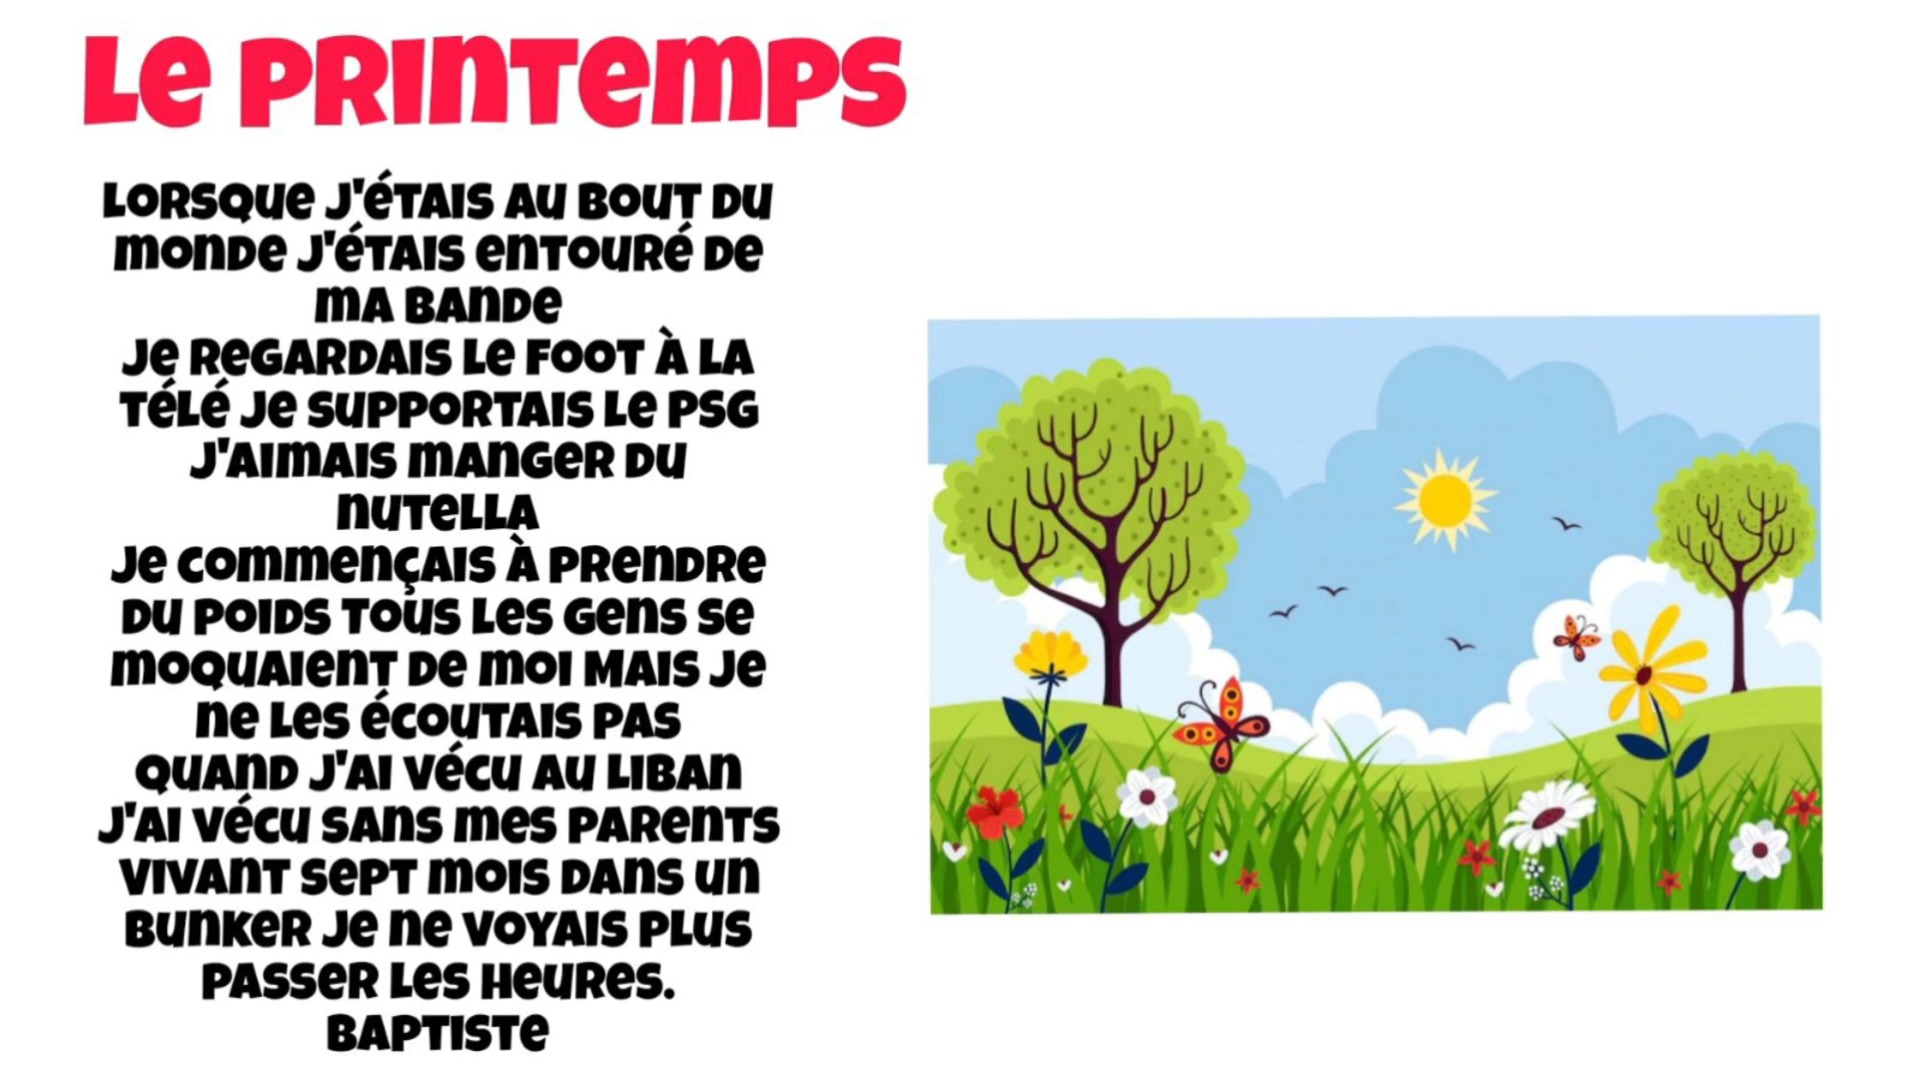 Le printemps
Lorsque j'étais au bout du
monde j'étais entouré de
ma bande
Je regardais le foot à la
télé je supportais le PSG
J'aimais manger du
nutella
Je commençais à prendre
du poids tous les gens se
moquaient de moi MAIS je
ne les écoutais pas
Quand j'ai vécu au Liban
J'ai vécu sans mes parents
Vivant sept mois dans un
bunker je ne voyais plus
passer les heures.
Baptiste